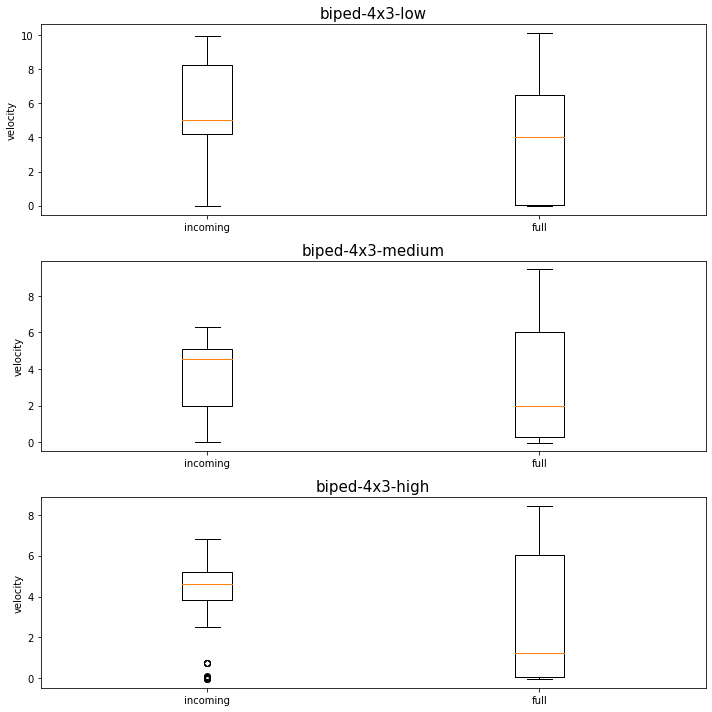 biped-4x3-low
10
8
6
4
2
0
velocity
incoming full
biped-4x3-medium
8
6
4
2
0
velocity
incoming full
biped-4x3-high
8
6
4
2
0
velocity
incoming full